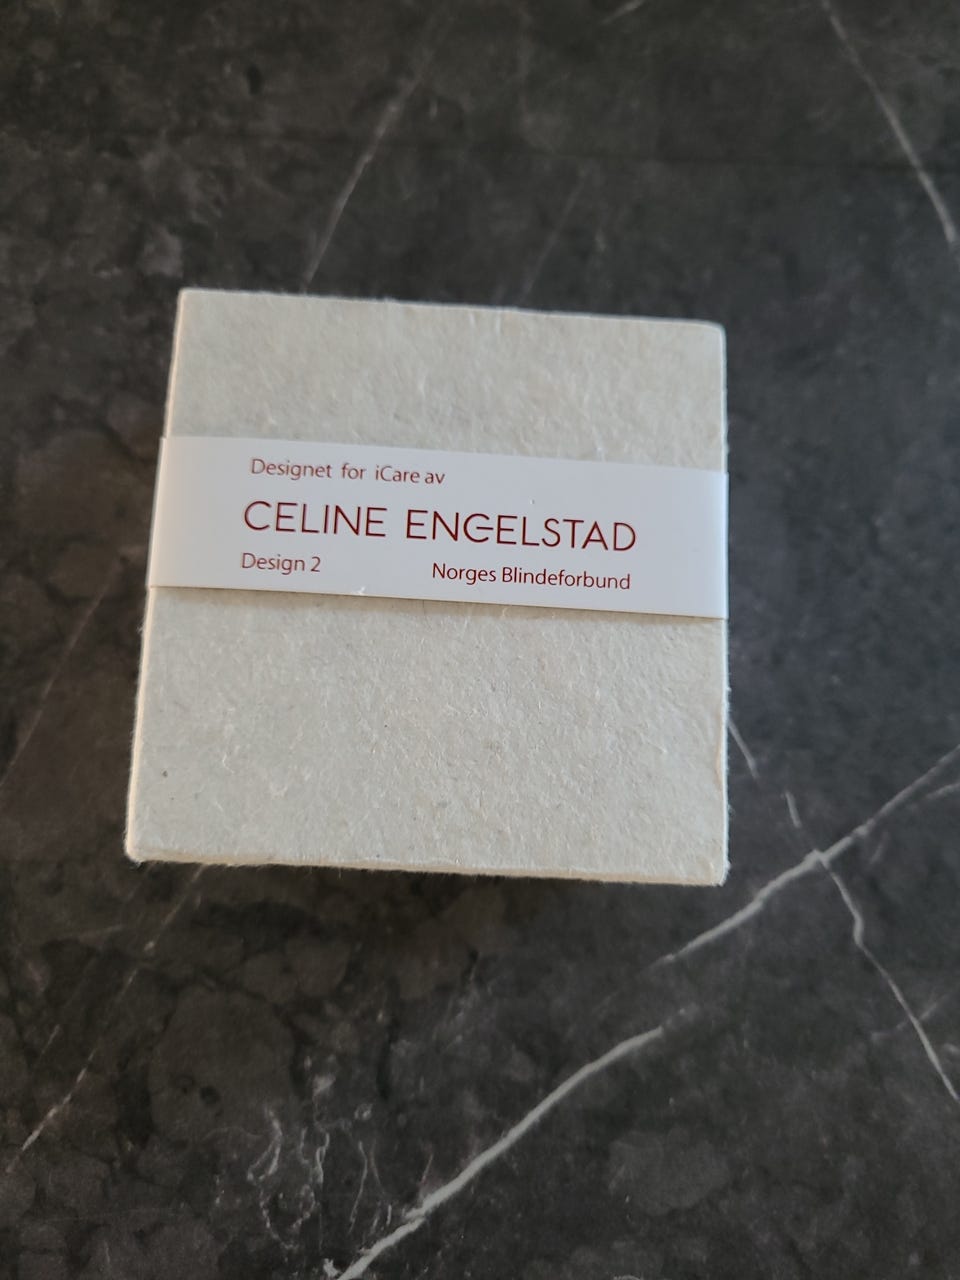 Designet for iCare av
CELINE ENGELSTAD
Design 2 Norges Blindeforbund